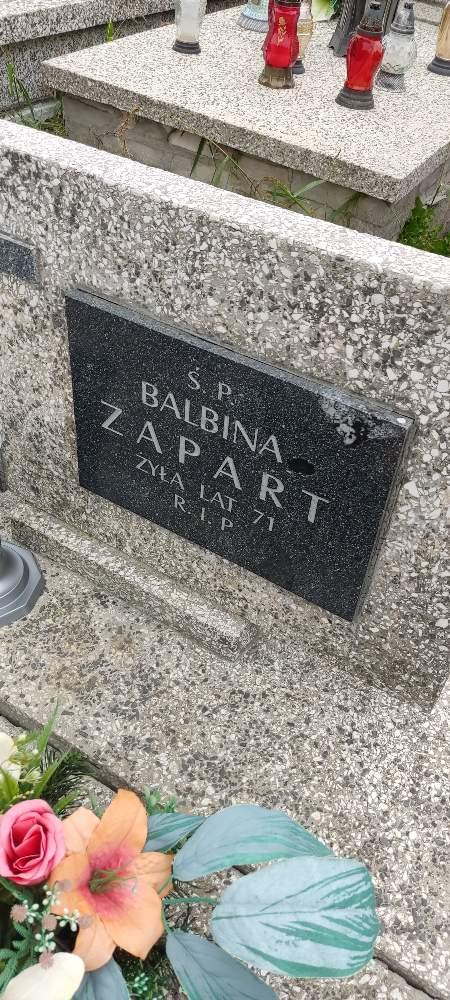 Ś. P.
BALBINA
ZAPART
ŻYŁA LAT 71
R. I. P